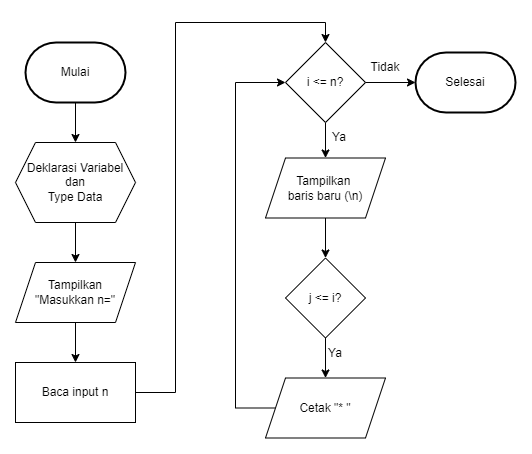 Mulai
Deklarasi Variabel
dan
Type Data
Tampilkan
"Masukkan n="
Baca input n
i <= n?
Tidak
Selesai
Ya
Tampilkan
baris baru (\n)
j <= i?
Ya
Cetak "* "